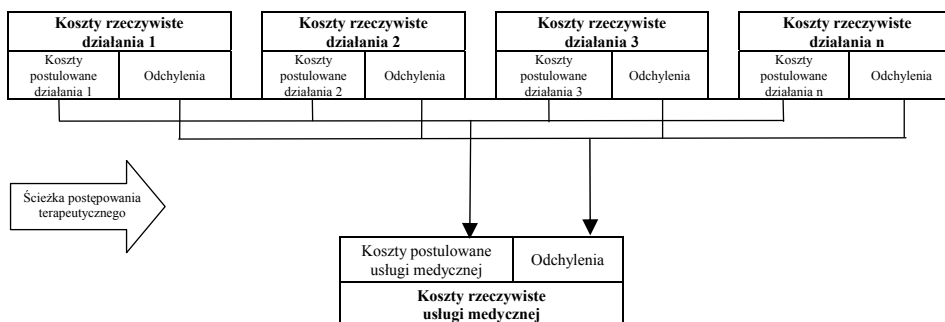 Koszty rzeczywiste
działania 1
Koszty
postulowane
działania 1
Odchylenia
Koszty rzeczywiste
działania 2
Koszty
postulowane
działania 2
Odchylenia
Koszty rzeczywiste
działania 3
Koszty
postulowane
działania 3
Odchylenia
Koszty rzeczywiste
działania n
Koszty
postulowane
działania n
Odchylenia
Ścieżka postępowania
terapeutycznego
Koszty postulowane
usługi medycznej
Odchylenia
Koszty rzeczywiste
usługi medycznej